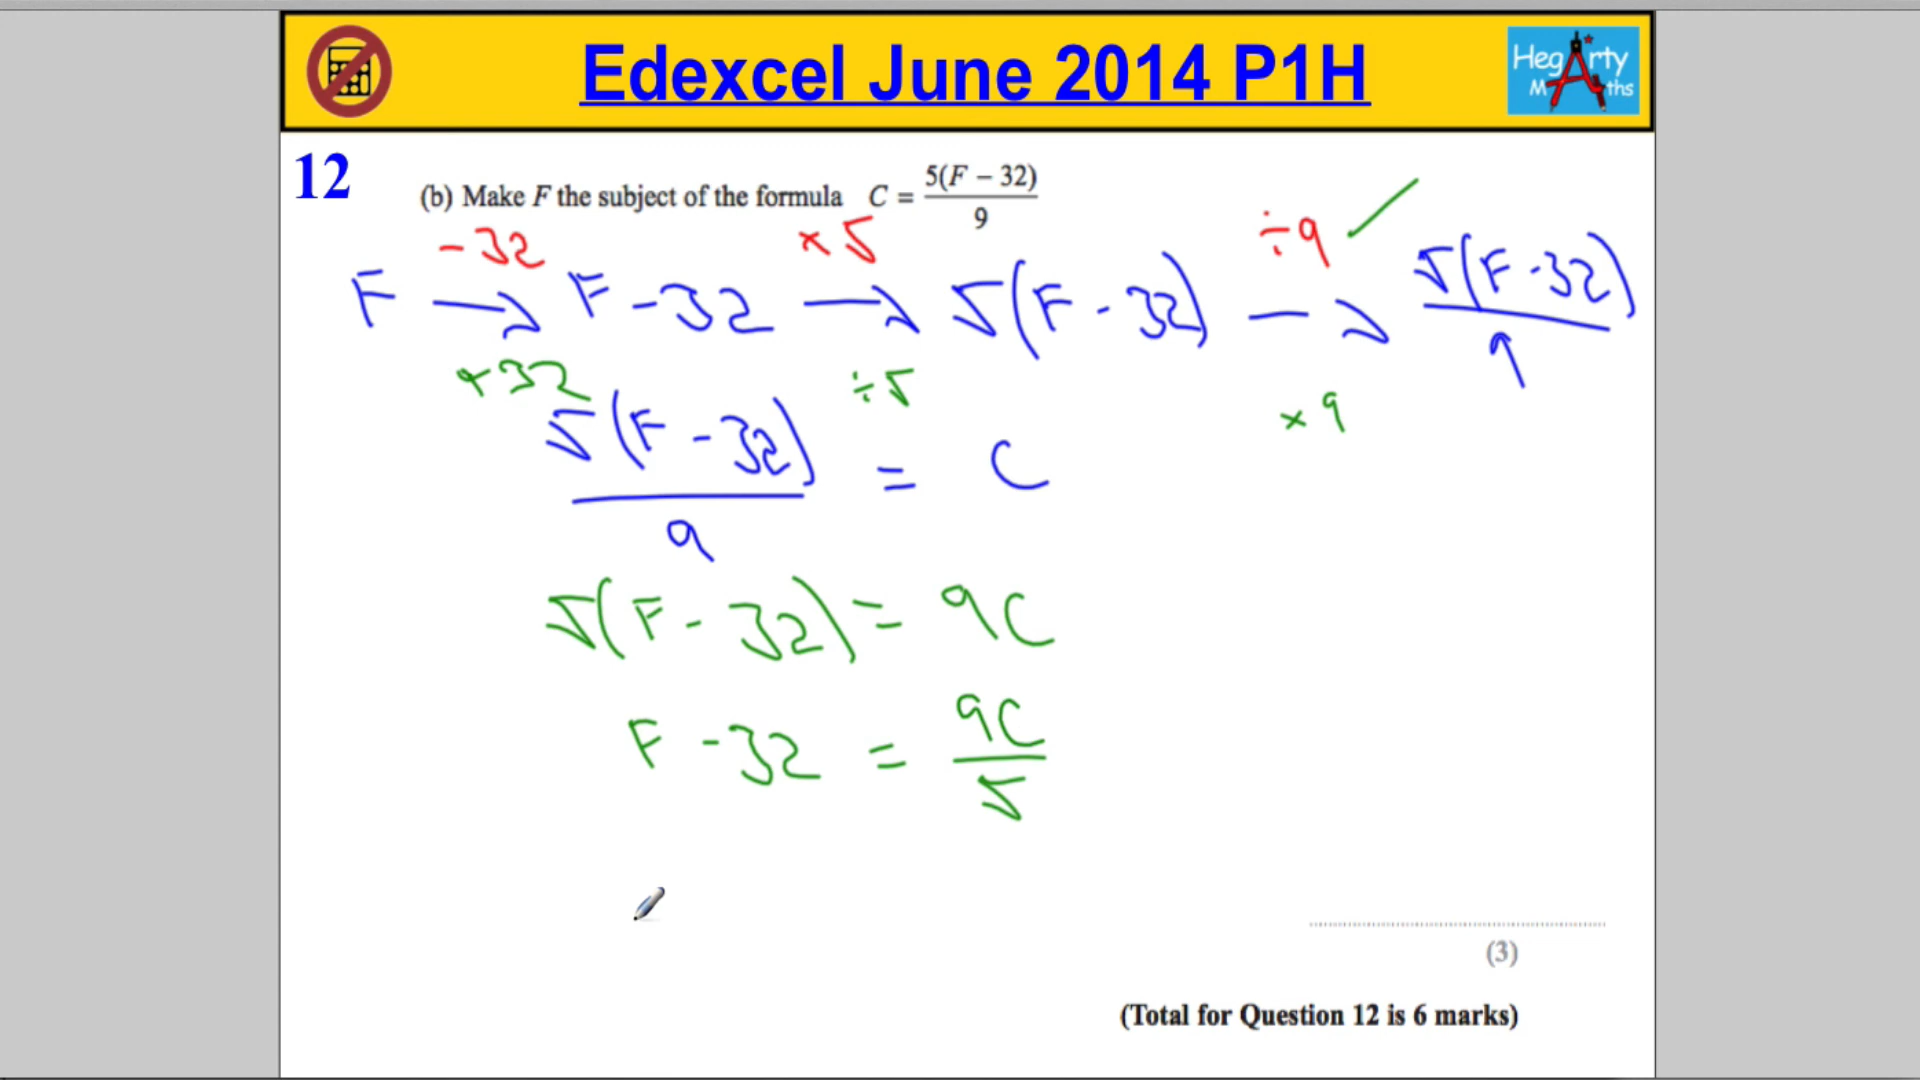 Edexcel June 2014 P1H
Hegarty
Maths
12
(b) Make F the subject of the formula C = 5(F – 32) / 9
-32 ×5 ÷9 ✓
F → F -32 → 5(F - 32) → 5(F -32) / 9
+32 ÷5 ×9
5(F - 32) / 9 = C
5(F - 32) = 9C
F - 32 = 9C / 5
(3)
(Total for Question 12 is 6 marks)